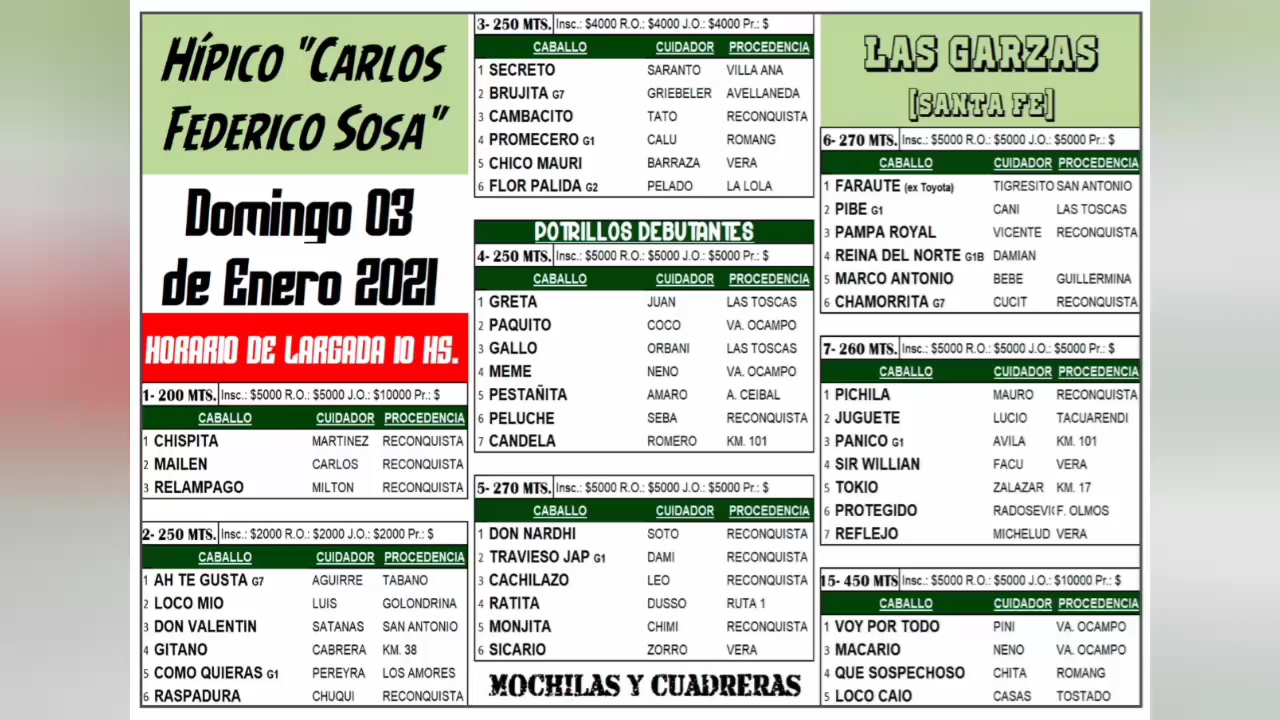 HÍPICO "CARLOS
FEDERICO SOSA"
Domingo 03
de Enero 2021
HORARIO DE LARGADA 10 HS.
1- 200 MTS. Insc.: $5000 R.O.: $5000 J.O.: $10000 Pr.: $
CABALLO CUIDADOR PROCEDENCIA
1 CHISPITA MARTINEZ RECONQUISTA
2 MAILEN CARLOS RECONQUISTA
3 RELAMPAGO MILTON RECONQUISTA
2- 250 MTS. Insc.: $2000 R.O.: $2000 J.O.: $2000 Pr.: $
CABALLO CUIDADOR PROCEDENCIA
1 AH TE GUSTA G7 AGUIRRE TABANO
2 LOCO MIO LUIS GOLONDRINA
3 DON VALENTIN SATANAS SAN ANTONIO
4 GITANO CABRERA KM. 38
5 COMO QUIERAS G1 PEREYRA LOS AMORES
6 RASPADURA CHUQUI RECONQUISTA
3- 250 MTS. Insc.: $4000 R.O.: $4000 J.O.: $4000 Pr.: $
CABALLO CUIDADOR PROCEDENCIA
1 SECRETO SARANTO VILLA ANA
2 BRUJITA G7 GRIEBELER AVELLANEDA
3 CAMBACITO TATO RECONQUISTA
4 PROMECERO G1 CALU ROMANG
5 CHICO MAURI BARRAZA VERA
6 FLOR PALIDA G2 PELADO LA LOLA
POTRILLOS DEBUTANTES
4- 250 MTS. Insc.: $5000 R.O.: $5000 J.O.: $5000 Pr.: $
CABALLO CUIDADOR PROCEDENCIA
1 GRETA JUAN LAS TOSCAS
2 PAQUITO COCO VA. OCAMPO
3 GALLO ORBANI LAS TOSCAS
4 MEME NENO VA. OCAMPO
5 PESTAÑITA AMARO A. CEIBAL
6 PELUCHE SEBA RECONQUISTA
7 CANDELA ROMERO KM. 101
5- 270 MTS. Insc.: $5000 R.O.: $5000 J.O.: $5000 Pr.: $
CABALLO CUIDADOR PROCEDENCIA
1 DON NARDHI SOTO RECONQUISTA
2 TRAVIESO JAP G1 DAMI RECONQUISTA
3 CACHILAZO LEO RECONQUISTA
4 RATITA DUSSO RUTA 1
5 MONJITA CHIMI RECONQUISTA
6 SICARIO ZORRO VERA
MOCHILAS Y CUADRERAS
LAS GARZAS
[SANTA FE]
6- 270 MTS. Insc.: $5000 R.O.: $5000 J.O.: $5000 Pr.: $
CABALLO CUIDADOR PROCEDENCIA
1 FARAUTE (ex Toyota) TIGRESITO SAN ANTONIO
2 PIBE G1 CANI LAS TOSCAS
3 PAMPA ROYAL VICENTE RECONQUISTA
4 REINA DEL NORTE G1B DAMIAN
5 MARCO ANTONIO BEBE GUILLERMINA
6 CHAMORRITA G7 CUCIT RECONQUISTA
7- 260 MTS. Insc.: $5000 R.O.: $5000 J.O.: $5000 Pr.: $
CABALLO CUIDADOR PROCEDENCIA
1 PICHILA MAURO RECONQUISTA
2 JUGUETE LUCIO TACUARENDI
3 PANICO G1 AVILA KM. 101
4 SIR WILLIAN FACU VERA
5 TOKIO ZALAZAR KM. 17
6 PROTEGIDO RADOSEVIC F. OLMOS
7 REFLEJO MICHELUD VERA
15- 450 MTS Insc.: $5000 R.O.: $5000 J.O.: $10000 Pr.: $
CABALLO CUIDADOR PROCEDENCIA
1 VOY POR TODO PINI VA. OCAMPO
3 MACARIO NENO VA. OCAMPO
4 QUE SOSPECHOSO CHITA ROMANG
5 LOCO CAIO CASAS TOSTADO